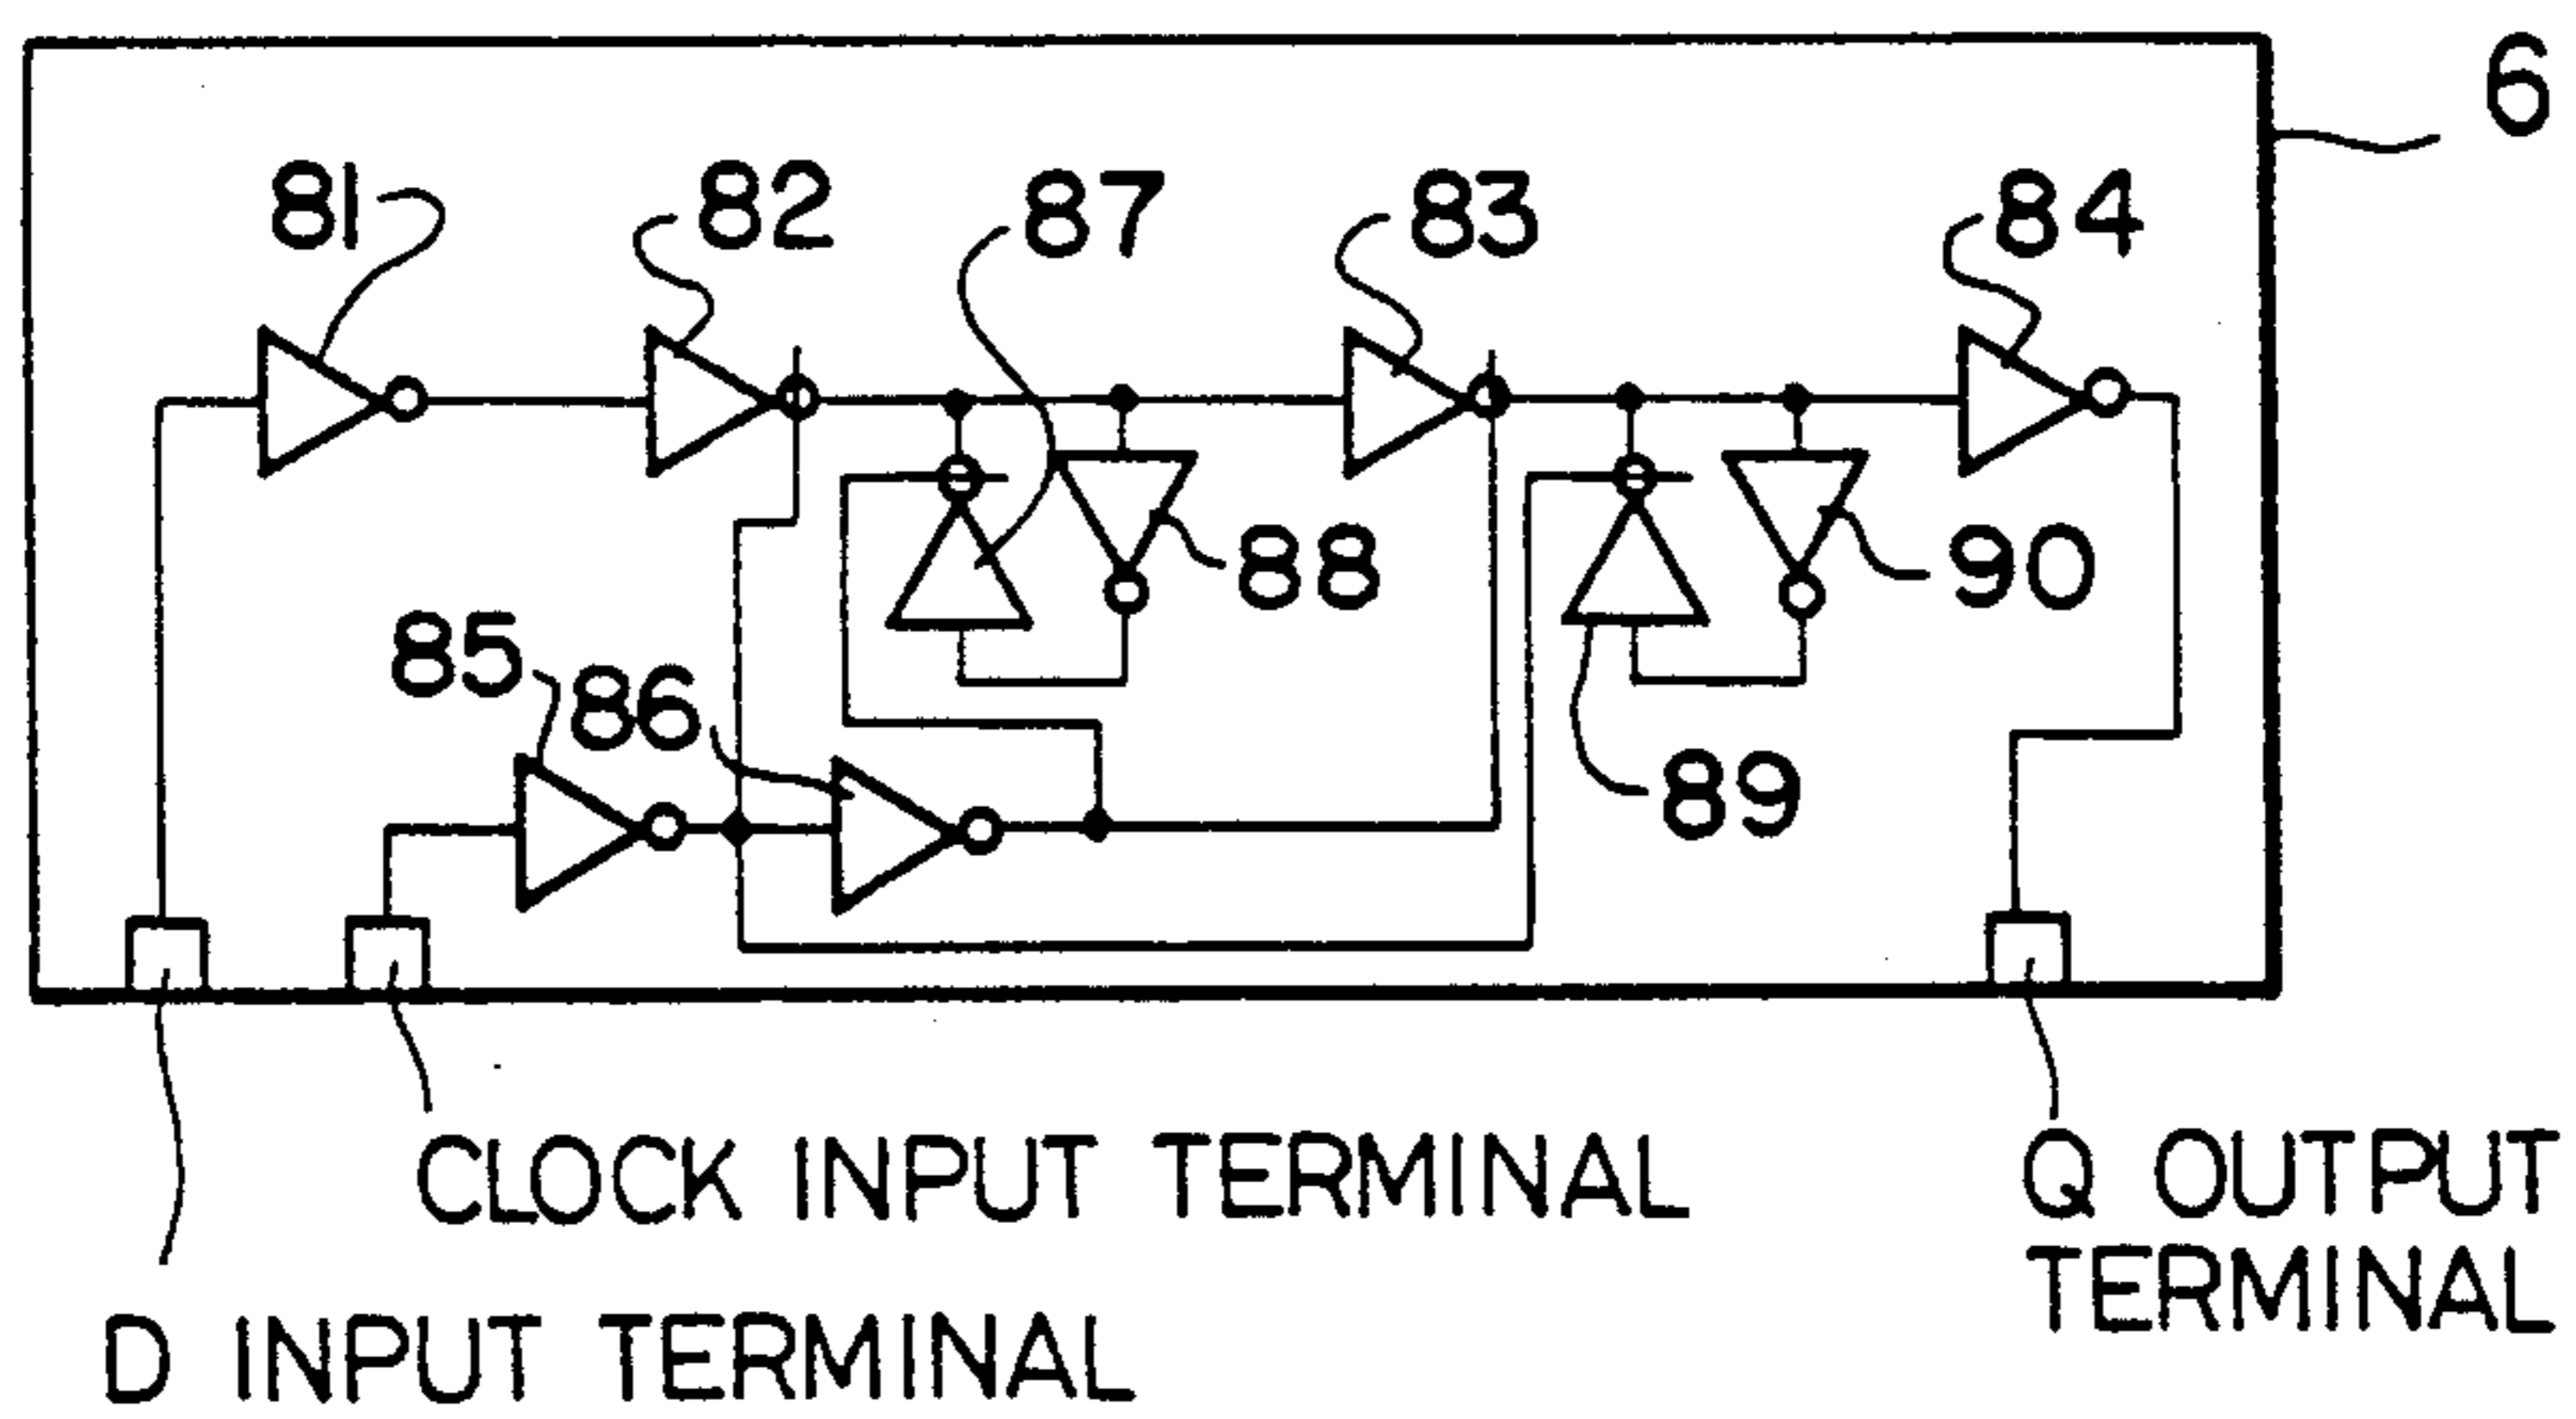 6
81
82
87
83
84
88
90
85
86
89
CLOCK INPUT TERMINAL
Q OUTPUT
TERMINAL
D INPUT TERMINAL